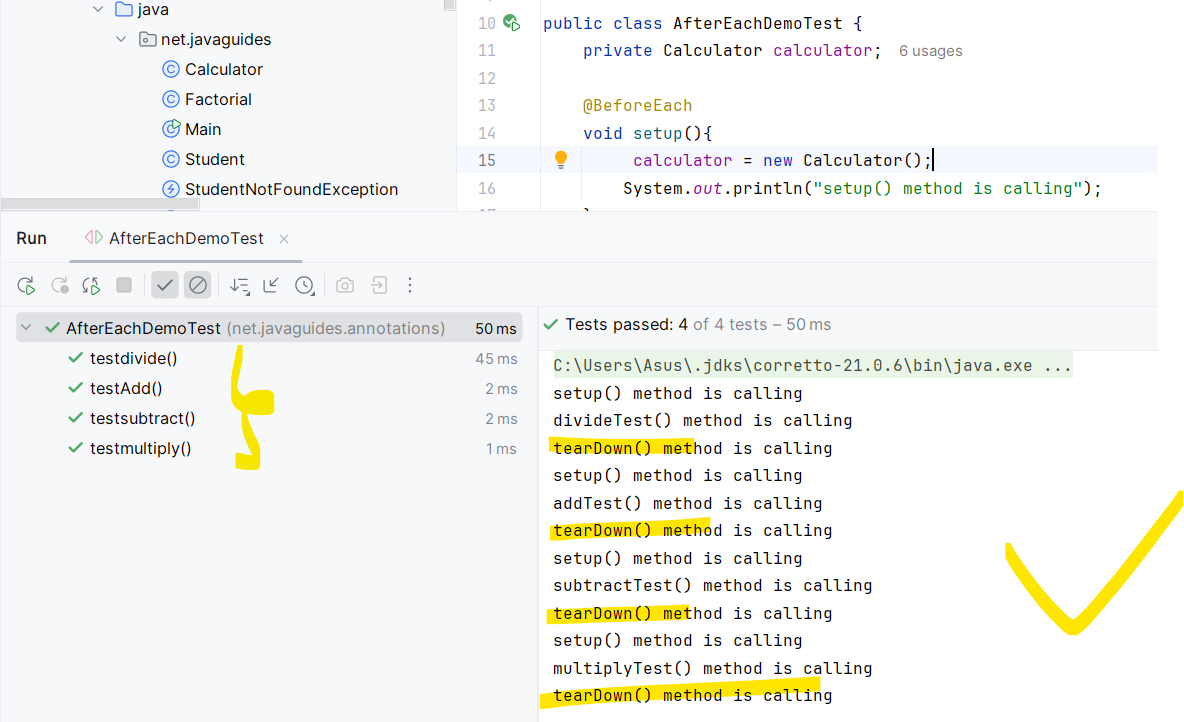 java
net.javaguides
Calculator
Factorial
Main
Student
StudentNotFoundException
10 public class AfterEachDemoTest {
11 private Calculator calculator; 6 usages
12
13 @BeforeEach
14 void setup(){
15 calculator = new Calculator();
16 System.out.println("setup() method is calling");
Run AfterEachDemoTest
AfterEachDemoTest (net.javaguides.annotations) 50 ms
testdivide() 45 ms
testAdd() 2 ms
testsubtract() 2 ms
testmultiply() 1 ms
Tests passed: 4 of 4 tests – 50 ms
C:\Users\Asus\.jdks\corretto-21.0.6\bin\java.exe ...
setup() method is calling
divideTest() method is calling
tearDown() method is calling
setup() method is calling
addTest() method is calling
tearDown() method is calling
setup() method is calling
subtractTest() method is calling
tearDown() method is calling
setup() method is calling
multiplyTest() method is calling
tearDown() method is calling